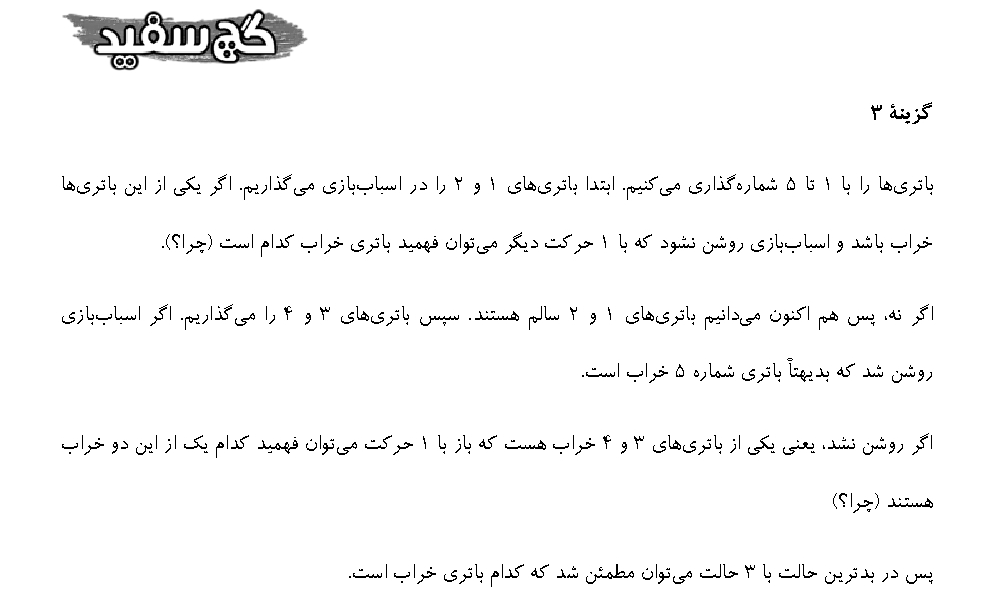 گچ سفید
گزینهٔ ۳
باتری‌ها را با ۱ تا ۵ شماره‌گذاری می‌کنیم. ابتدا باتری‌های ۱ و ۲ را در اسباب‌بازی می‌گذاریم. اگر یکی از این باتری‌ها
خراب باشد و اسباب‌بازی روشن نشود که با ۱ حرکت دیگر می‌توان فهمید باتری خراب کدام است (چرا؟).
اگر نه، پس هم اکنون می‌دانیم باتری‌های ۱ و ۲ سالم هستند. سپس باتری‌های ۳ و ۴ را می‌گذاریم. اگر اسباب‌بازی
روشن شد که بدیهتاً باتری شماره ۵ خراب است.
اگر روشن نشد، یعنی یکی از باتری‌های ۳ و ۴ خراب هست که باز با ۱ حرکت می‌توان فهمید کدام یک از این دو خراب
هستند (چرا؟)
پس در بدترین حالت با ۳ حالت می‌توان مطمئن شد که کدام باتری خراب است.